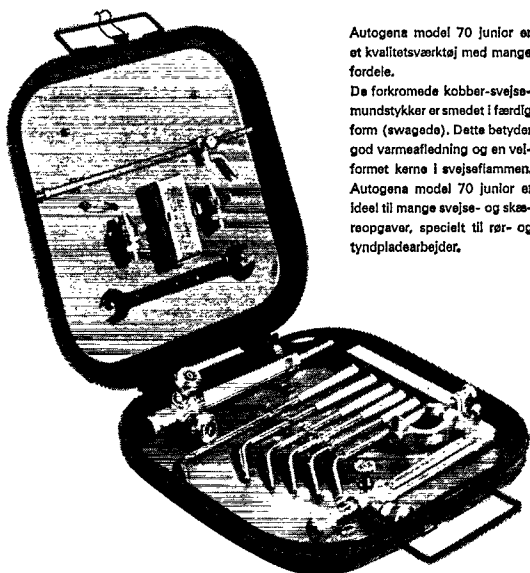 Autogena model 70 junior er
et kvalitetsværktøj med mange
fordele.
De forkromede kobber-svejse-
mundstykker er smedet i færdig
form (swagede). Dette betyder
god varmeafledning og en vel-
formet kerne i svejseflammen.
Autogena model 70 junior er
ideel til mange svejse- og skæ-
reopgaver, specielt til rør- og
tyndpladearbejder.